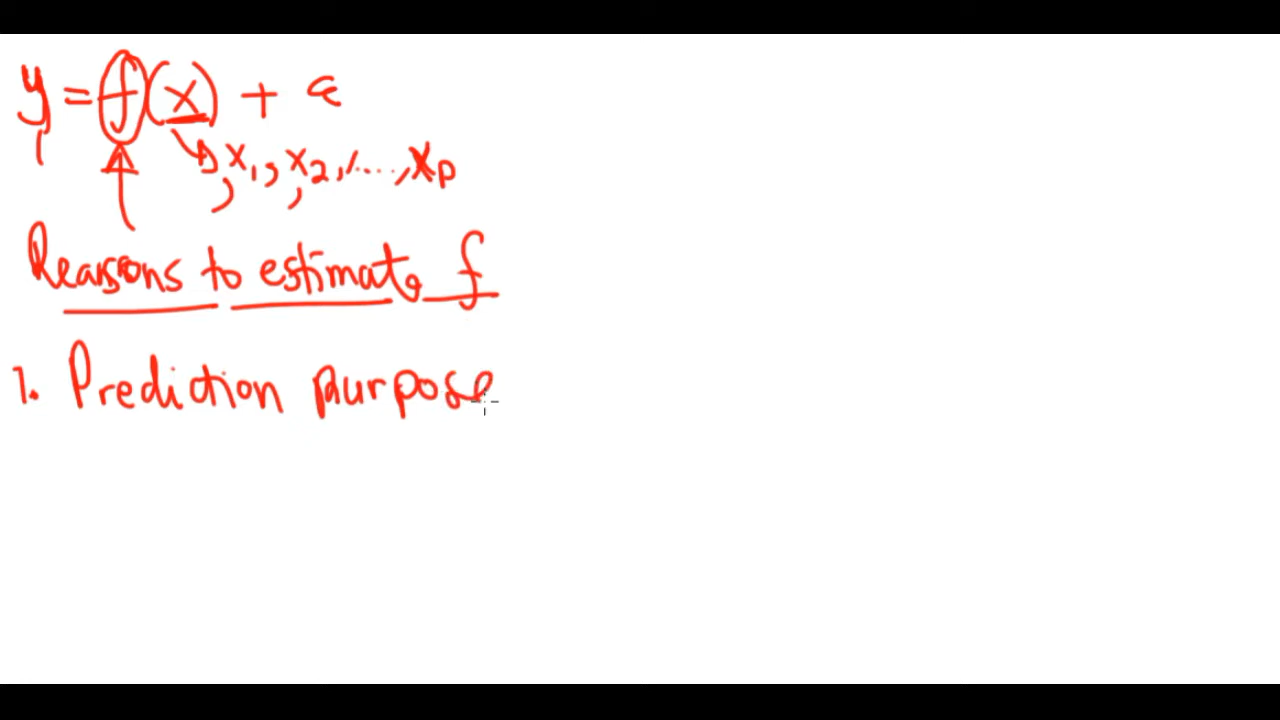 y = f(x) + ε
x1, x2, ...., xp
Reasons to estimate f
1. Prediction purpose